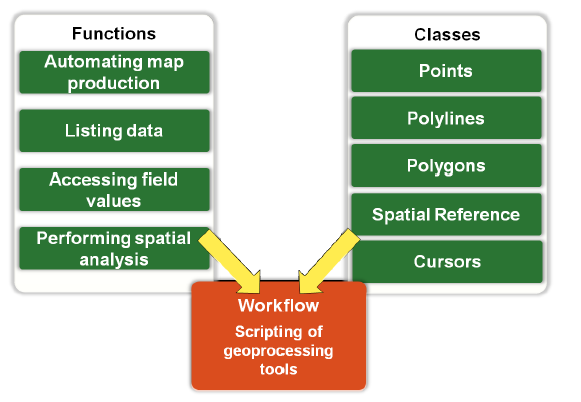 Functions
Automating map
production
Listing data
Accessing field
values
Performing spatial
analysis
Classes
Points
Polylines
Polygons
Spatial Reference
Cursors
Workflow
Scripting of
geoprocessing
tools